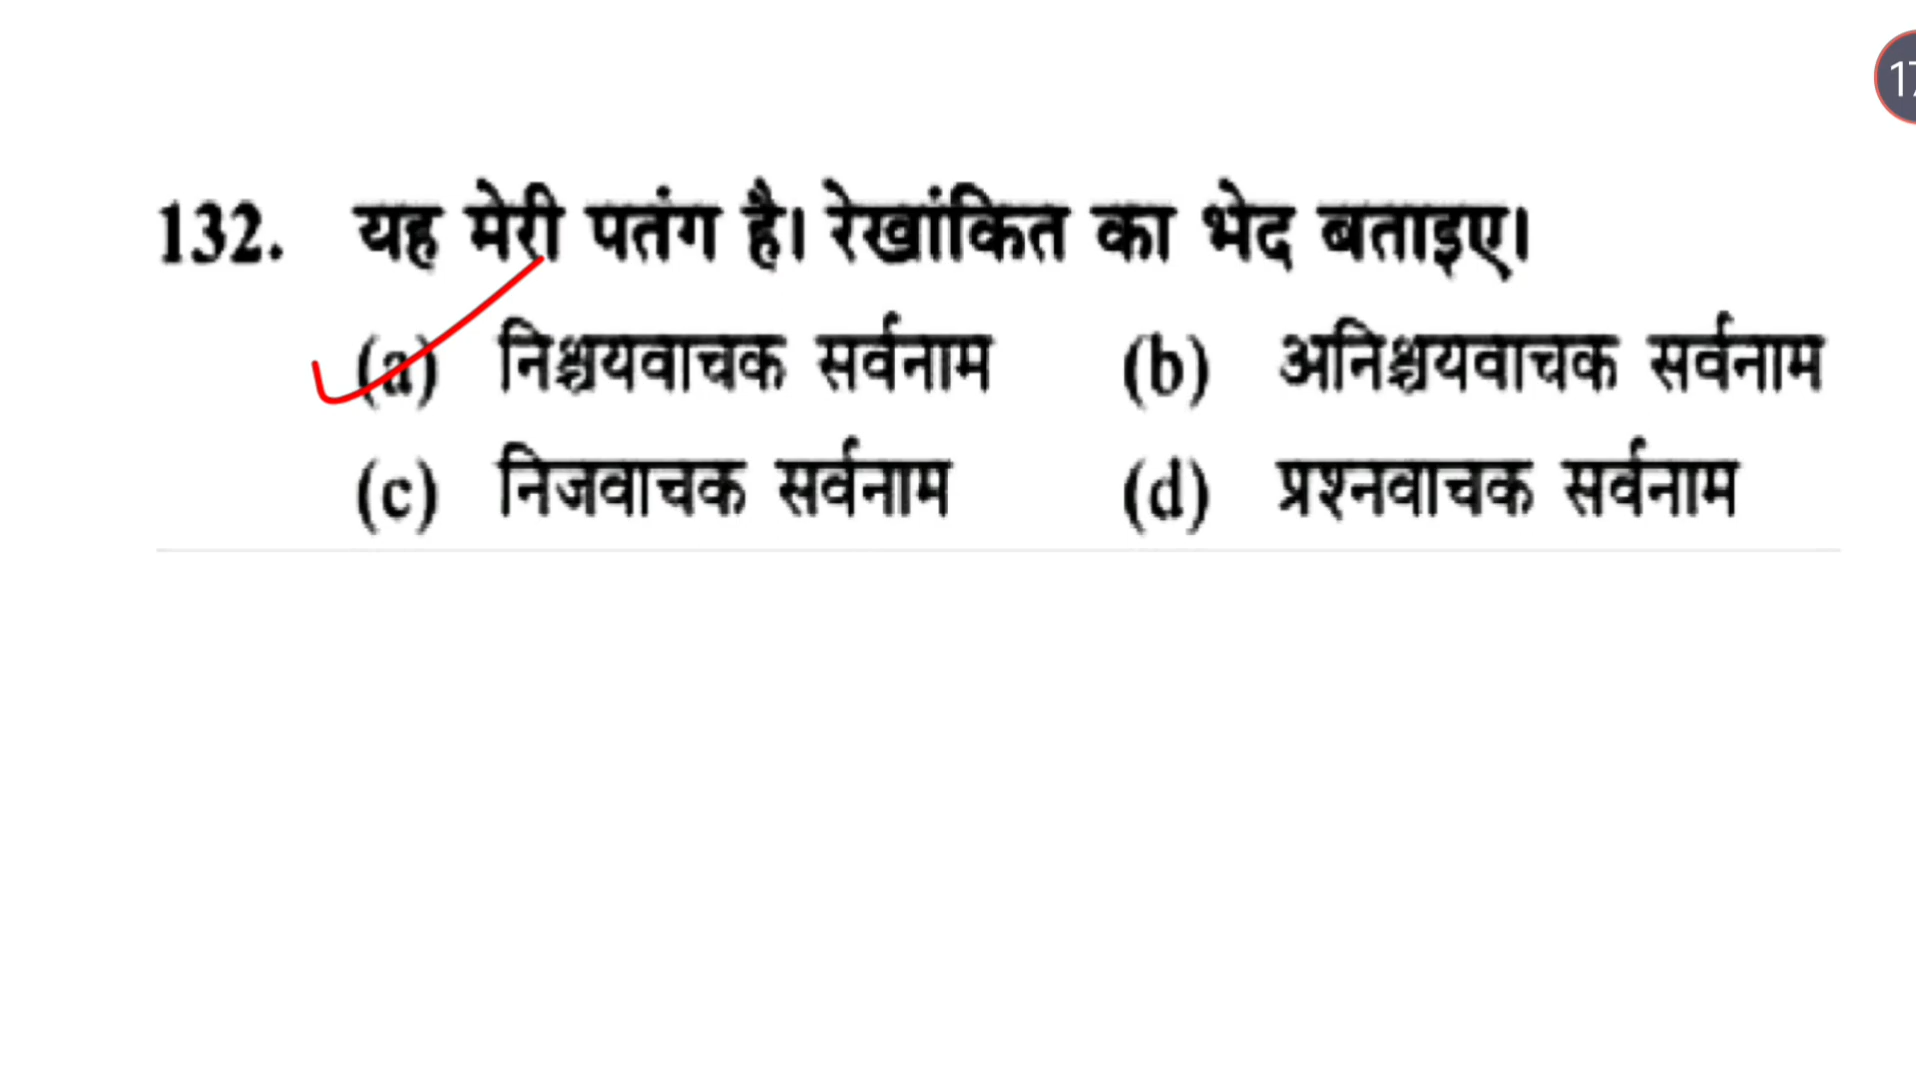 17
132. यह मेरी पतंग है। रेखांकित का भेद बताइए।
(a) निश्चयवाचक सर्वनाम (b) अनिश्चयवाचक सर्वनाम
(c) निजवाचक सर्वनाम (d) प्रश्नवाचक सर्वनाम